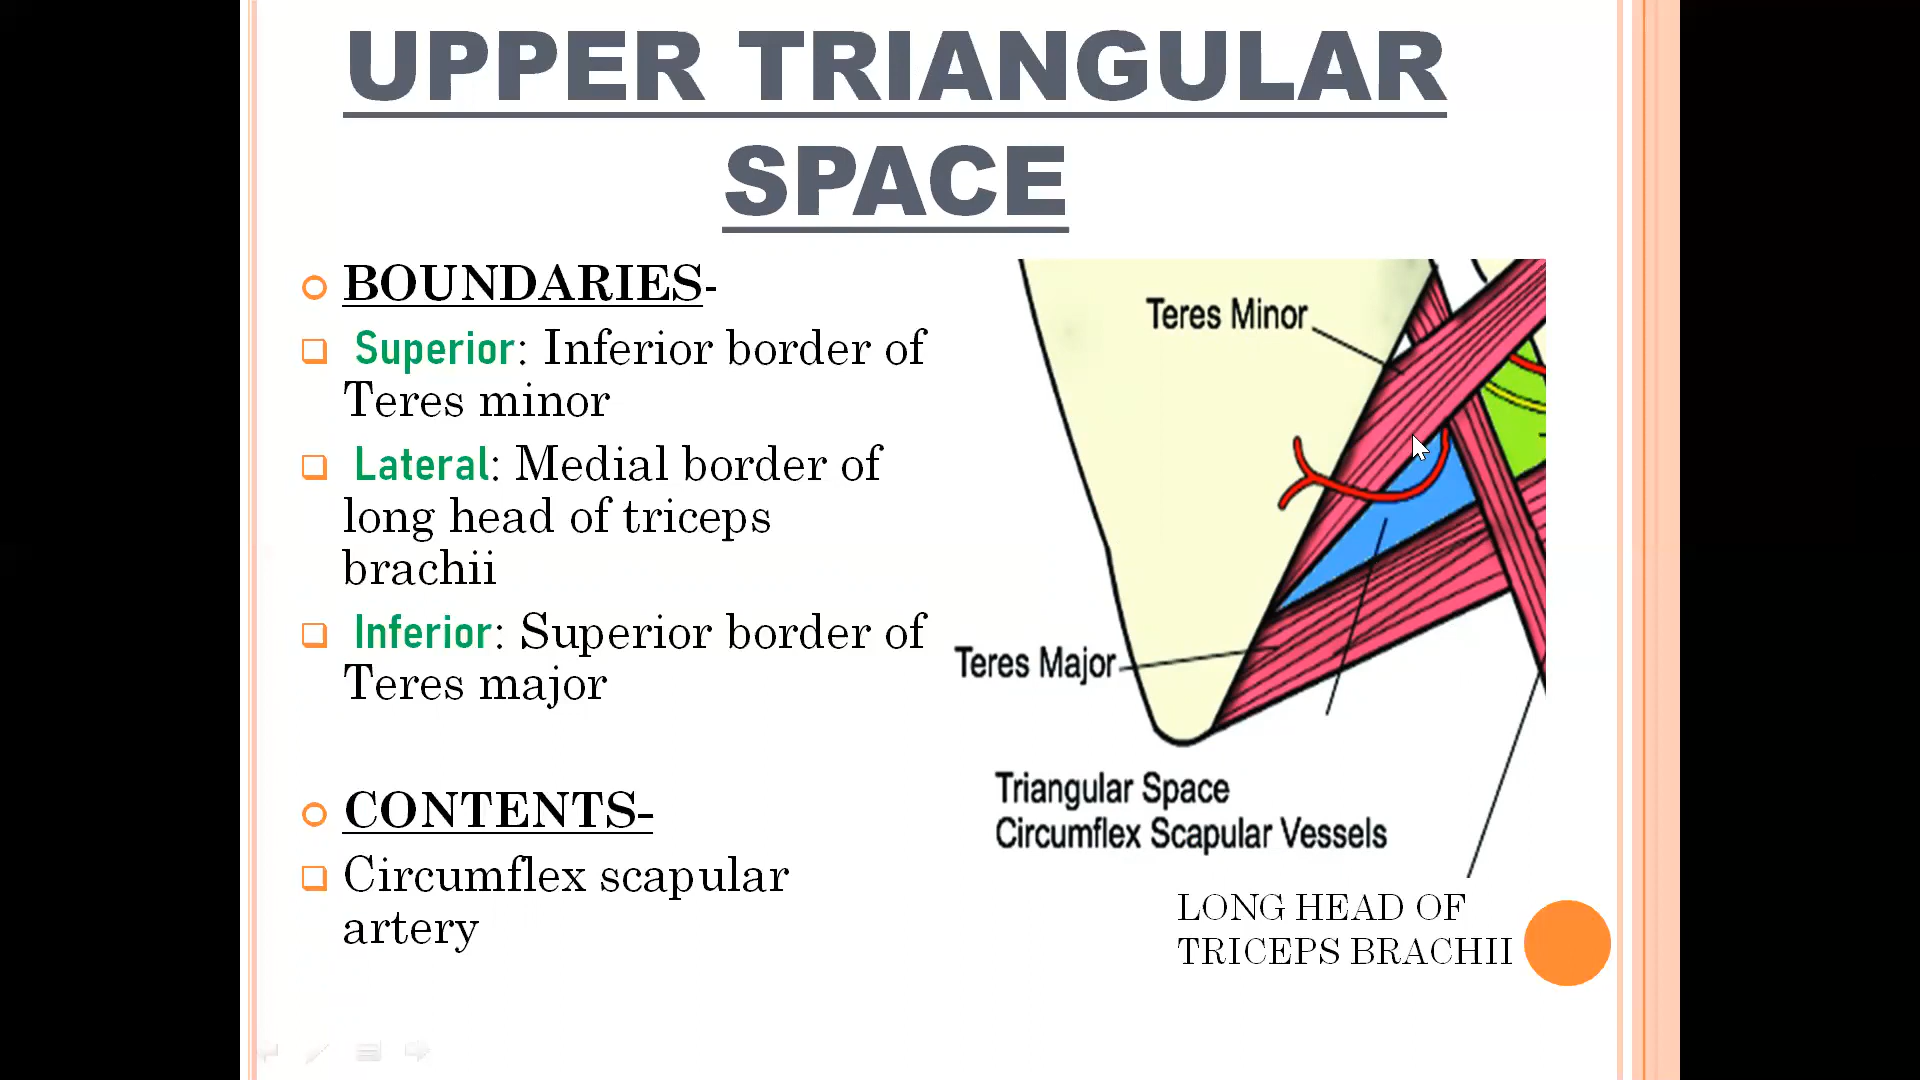 UPPER TRIANGULAR
SPACE
BOUNDARIES-
Superior: Inferior border of
Teres minor
Lateral: Medial border of
long head of triceps
brachii
Inferior: Superior border of
Teres major
CONTENTS-
Circumflex scapular
artery
Teres Minor
Teres Major
Triangular Space
Circumflex Scapular Vessels
LONG HEAD OF
TRICEPS BRACHII